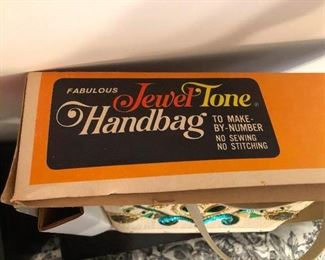 FABULOUS Jewel Tone ®
Handbag TO MAKE-
BY-NUMBER
NO SEWING
NO STITCHING